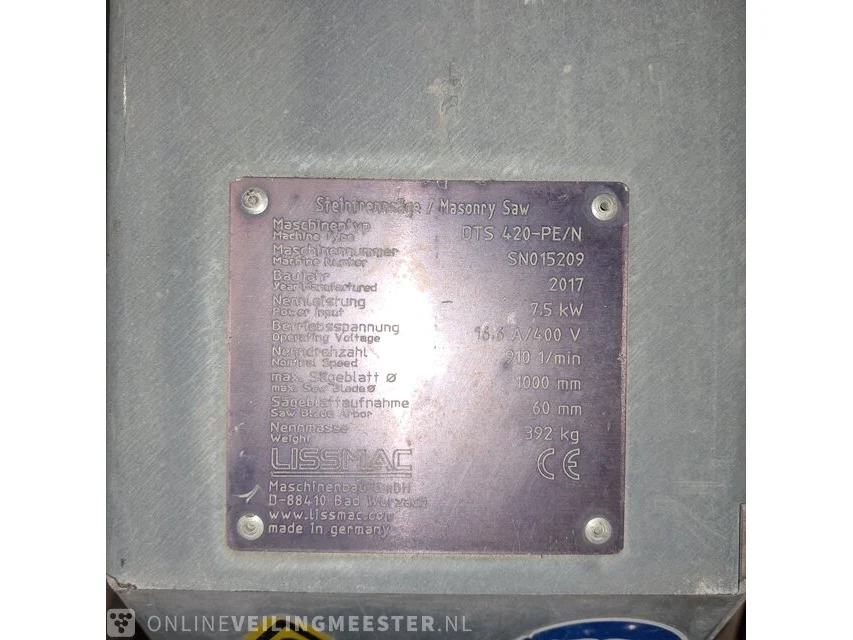 Steintrennsäge / Masonry Saw
Maschinentyp
Machine Type DTS 420-PE/N
Maschinennummer
Machine Number SN015209
Baujahr
Year Manufactured 2017
Nennleistung
Power Input 7.5 kW
Betriebsspannung
Operating Voltage 16.6 A/400 V
Nenndrehzahl
Nominal Speed 910 1/min
max. Sägeblatt Ø
max. Saw Blade Ø 1000 mm
Sägeblattaufnahme
Saw Blade Arbor 60 mm
Nennmasse
Weight 392 kg
LISSMAC CE
Maschinenbau GmbH
D-88410 Bad Wurzach
www.lissmac.com
made in germany
ONLINEVEILINGMEESTER.NL